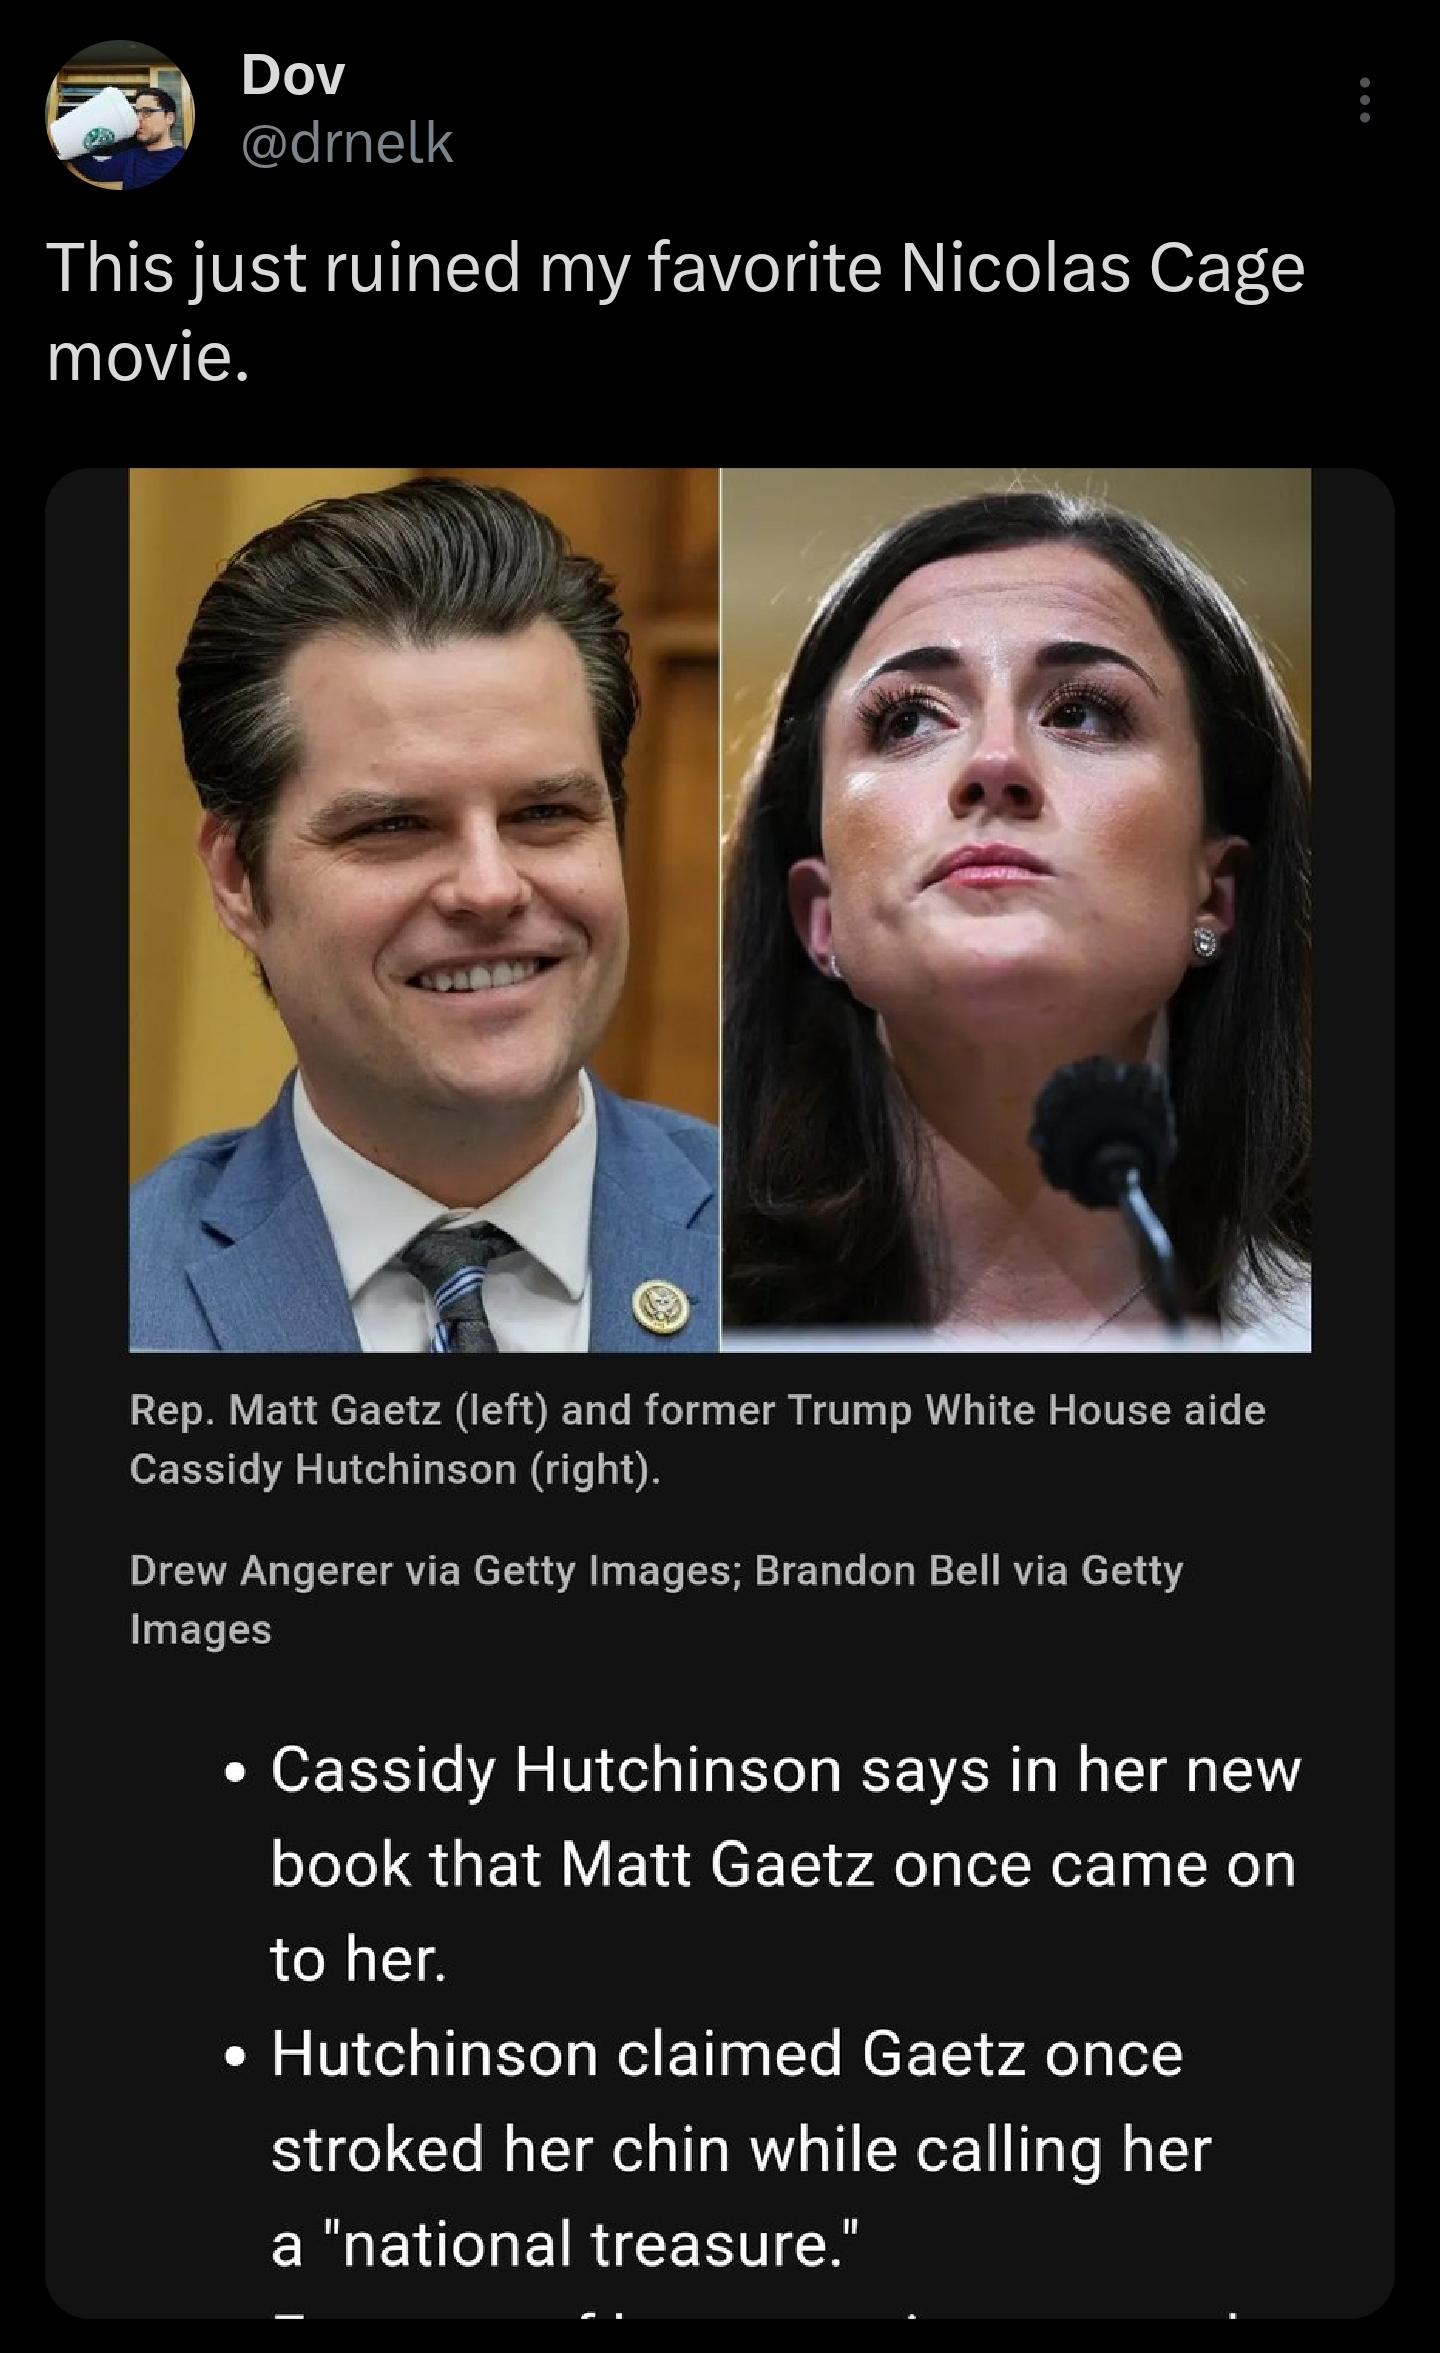 Dov
@drnelk
This just ruined my favorite Nicolas Cage
movie.
Rep. Matt Gaetz (left) and former Trump White House aide
Cassidy Hutchinson (right).
Drew Angerer via Getty Images; Brandon Bell via Getty
Images
• Cassidy Hutchinson says in her new
book that Matt Gaetz once came on
to her.
• Hutchinson claimed Gaetz once
stroked her chin while calling her
a "national treasure."